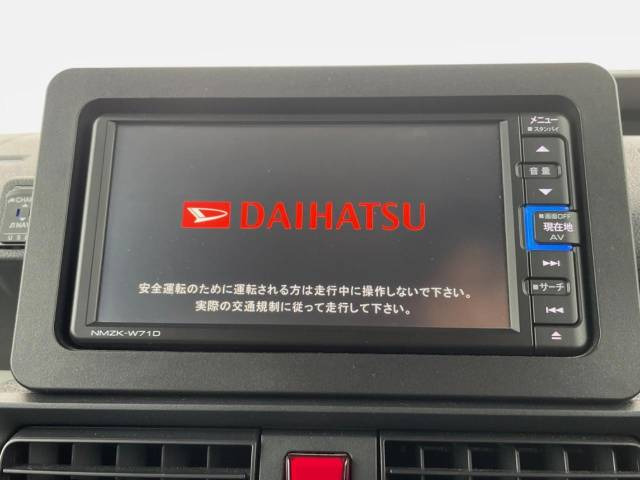 DAIHATSU
安全運転のために運転される方は走行中に操作しないで下さい。
実際の交通規制に従って走行して下さい。
NMZK-W71D
メニュー
スタンバイ
音量
画面OFF
現在地
AV
サーチ